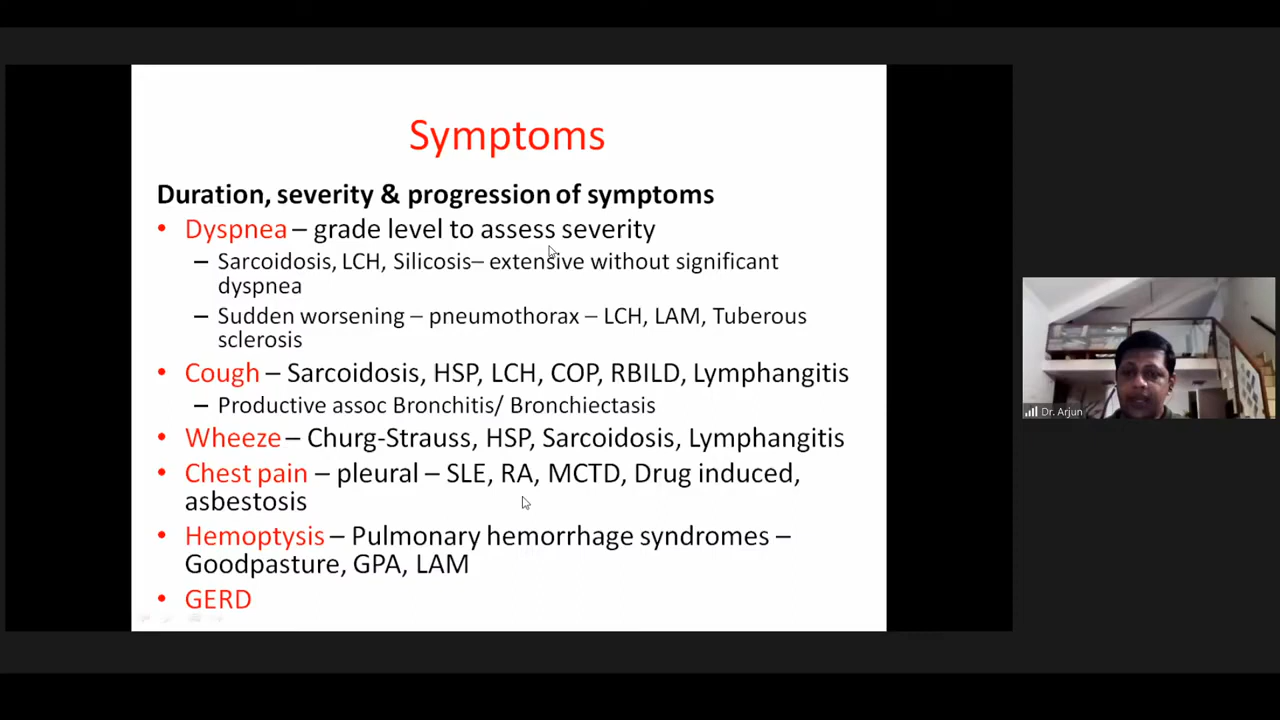 Symptoms
Duration, severity & progression of symptoms
• Dyspnea – grade level to assess severity
– Sarcoidosis, LCH, Silicosis– extensive without significant
dyspnea
– Sudden worsening – pneumothorax – LCH, LAM, Tuberous
sclerosis
• Cough – Sarcoidosis, HSP, LCH, COP, RBILD, Lymphangitis
– Productive assoc Bronchitis/ Bronchiectasis
• Wheeze – Churg-Strauss, HSP, Sarcoidosis, Lymphangitis
• Chest pain – pleural – SLE, RA, MCTD, Drug induced,
asbestosis
• Hemoptysis – Pulmonary hemorrhage syndromes –
Goodpasture, GPA, LAM
• GERD
Dr. Arjun